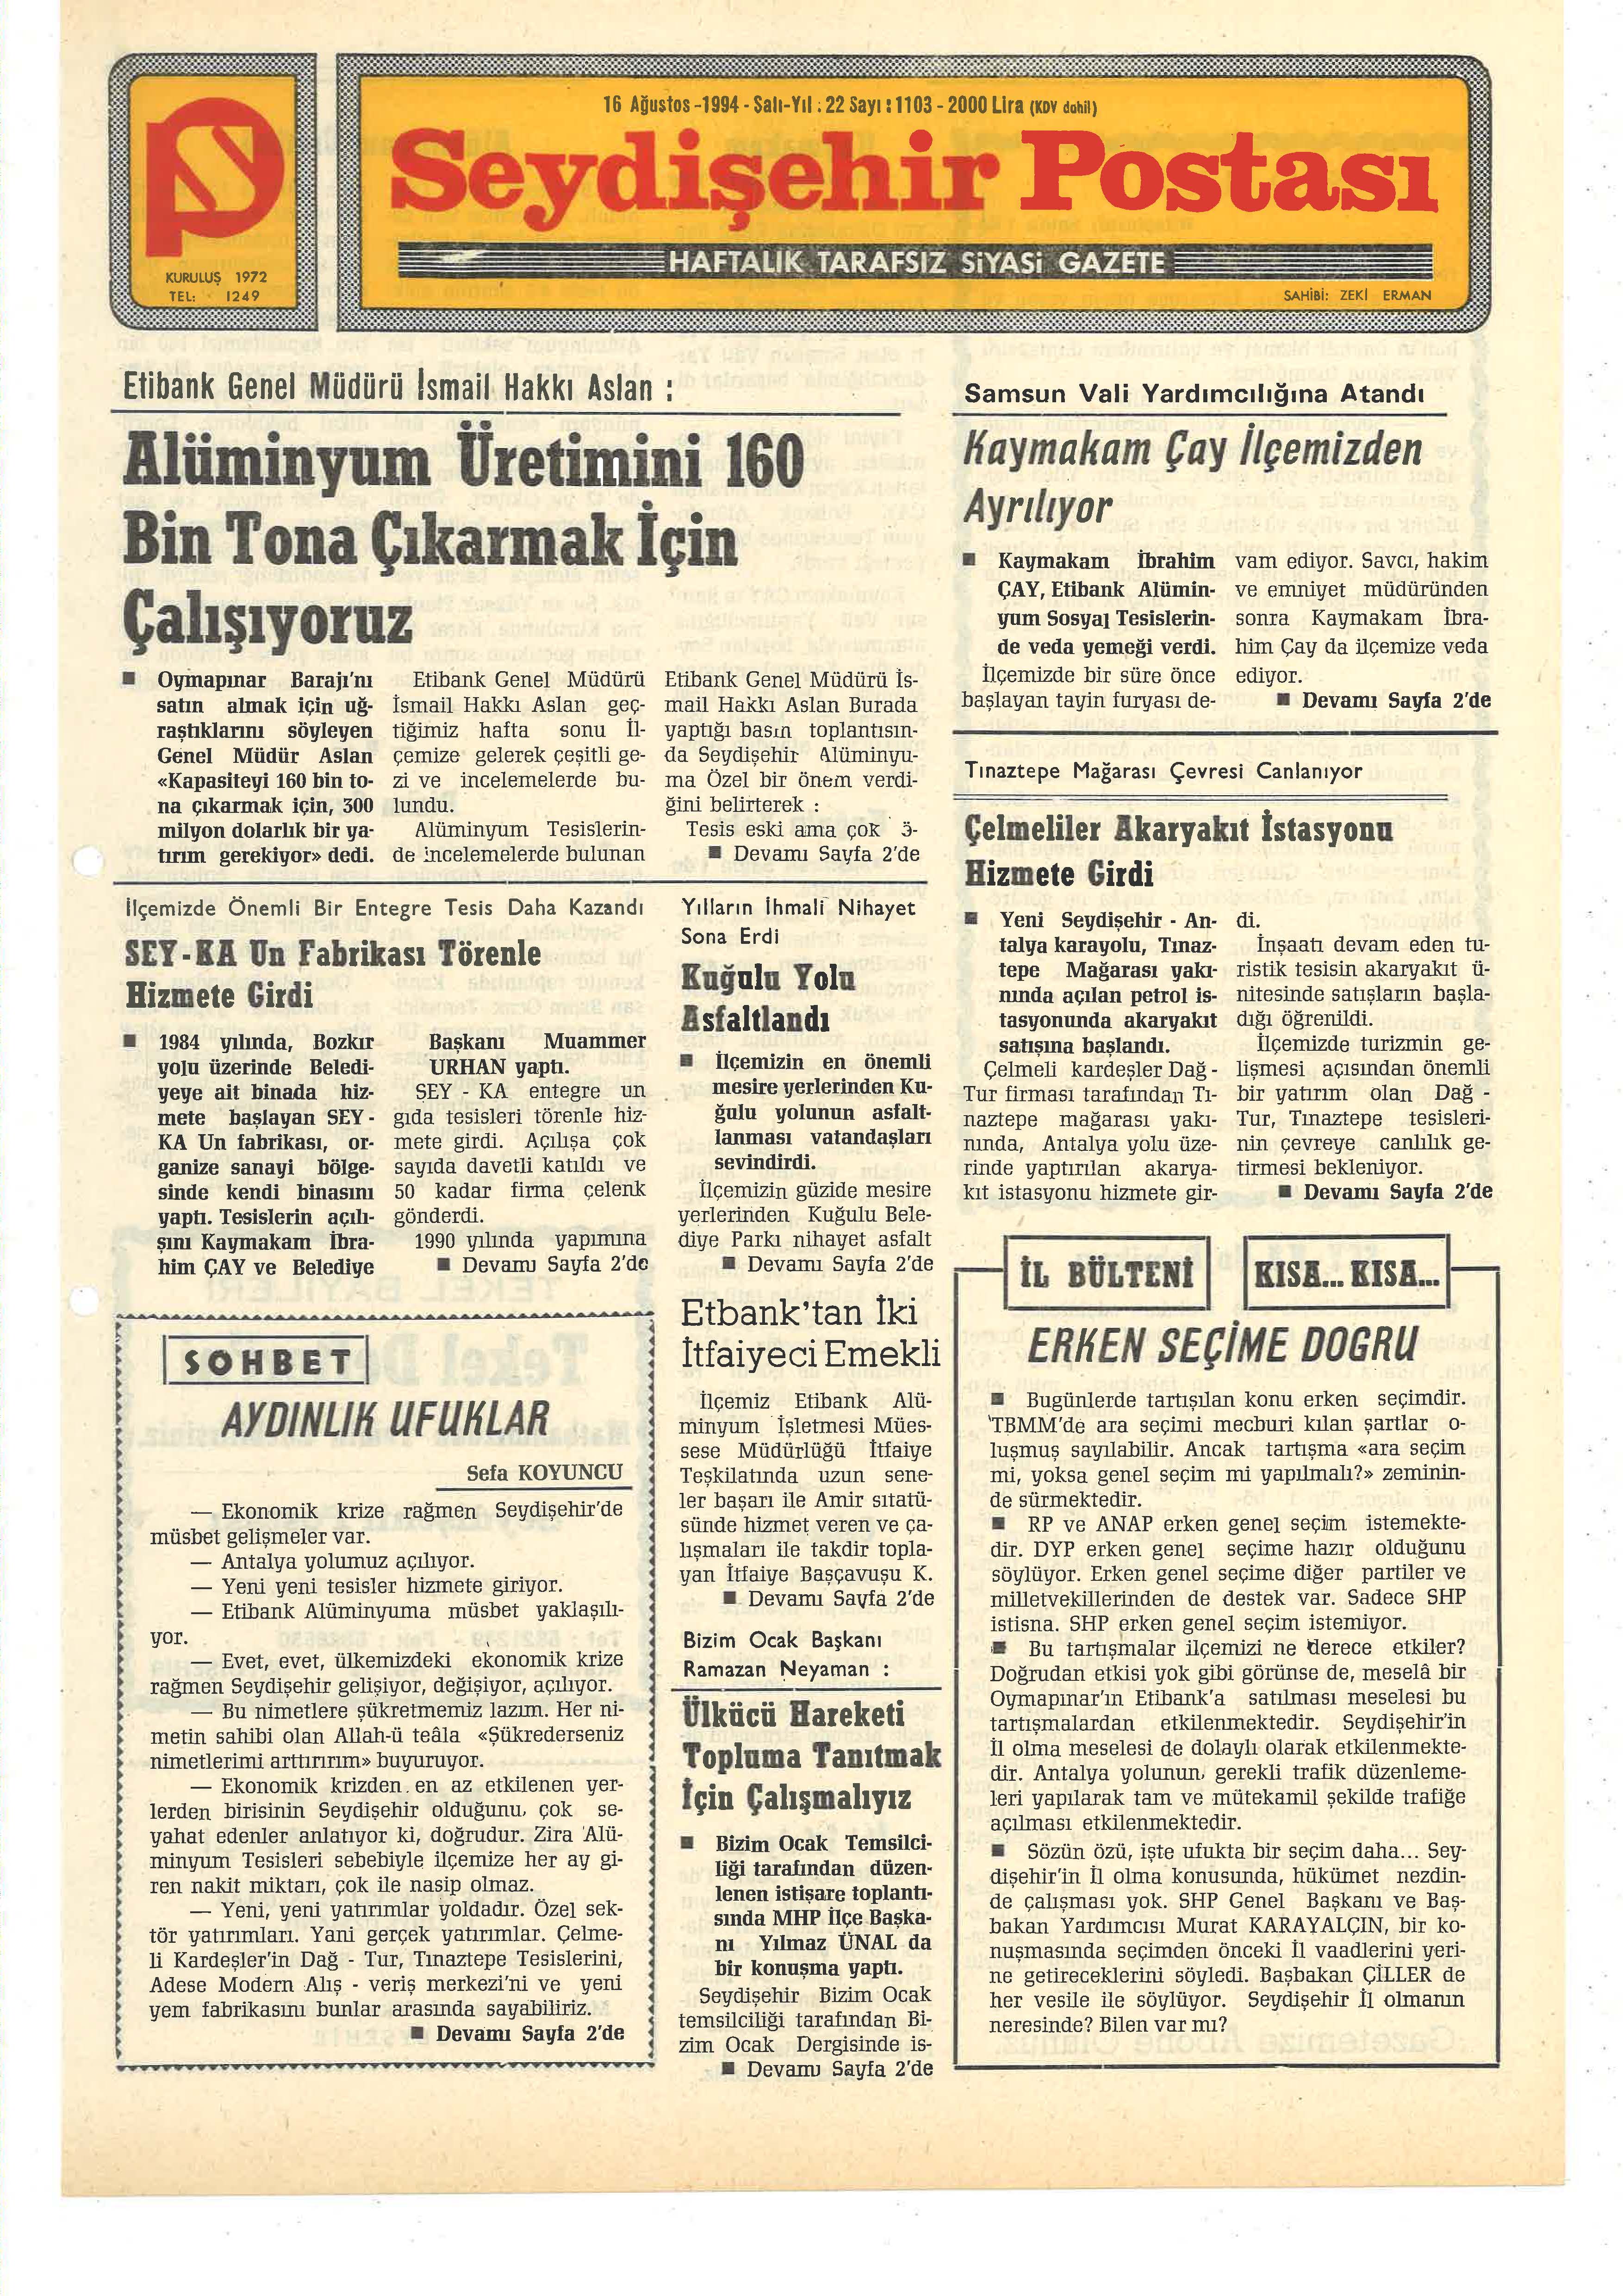 16 Ağustos -1994 - Salı-Yıl : 22 Sayı : 1103 - 2000 Lira (KDV dahil)
Seydişehir Postası
HAFTALIK TARAFSIZ SİYASİ GAZETE
KURULUŞ 1972
TEL: 1249
SAHİBİ: ZEKİ ERMAN
Etibank Genel Müdürü İsmail Hakkı Aslan :
Alüminyum Üretimini 160
Bin Tona Çıkarmak İçin
Çalışıyoruz
■ Oymapınar Barajı'nı
satın almak için uğ-
raştıklarını söyleyen
Genel Müdür Aslan
«Kapasiteyi 160 bin to-
na çıkarmak için, 300
milyon dolarlık bir ya-
tırım gerekiyor» dedi.
Etibank Genel Müdürü
İsmail Hakkı Aslan geç-
tiğimiz hafta sonu İl-
çemize gelerek çeşitli ge-
zi ve incelemelerde bu-
lundu.
Alüminyum Tesislerin-
de incelemelerde bulunan
Etibank Genel Müdürü İs-
mail Hakkı Aslan Burada
yaptığı basın toplantısın-
da Seydişehir Alüminyu-
ma Özel bir önem verdi-
ğini belirterek :
Tesis eski ama çok
■ Devamı Sayfa 2'de
Samsun Vali Yardımcılığına Atandı
Kaymakam Çay İlçemizden
Ayrılıyor
■ Kaymakam İbrahim
ÇAY, Etibank Alümin-
yum Sosyal Tesislerin-
de veda yemeği verdi.
İlçemizde bir süre önce
başlayan tayin furyası de-
vam ediyor. Savcı, hakim
ve emniyet müdüründen
sonra Kaymakam İbra-
him Çay da ilçemize veda
ediyor.
■ Devamı Sayfa 2'de
Tınaztepe Mağarası Çevresi Canlanıyor
Çelmeliler Akaryakıt İstasyonu
Hizmete Girdi
■ Yeni Seydişehir - An-
talya karayolu, Tınaz-
tepe Mağarası yakı-
nında açılan petrol is-
tasyonunda akaryakıt
satışına başlandı.
Çelmeli kardeşler Dağ -
Tur firması tarafından Tı-
naztepe mağarası yakı-
nında, Antalya yolu üze-
rinde yaptırılan akarya-
kıt istasyonu hizmete gir-
di.
İnşaatı devam eden tu-
ristik tesisin akaryakıt ü-
nitesinde satışların başla-
dığı öğrenildi.
İlçemizde turizmin ge-
lişmesi açısından önemli
bir yatırım olan Dağ -
Tur, Tınaztepe tesisleri-
nin çevreye canlılık ge-
tirmesi bekleniyor.
■ Devamı Sayfa 2'de
İlçemizde Önemli Bir Entegre Tesis Daha Kazandı
SEY-KA Un Fabrikası Törenle
Hizmete Girdi
■ 1984 yılında, Bozkır
yolu üzerinde Beledi-
yeye ait binada hiz-
mete başlayan SEY -
KA Un fabrikası, or-
ganize sanayi bölge-
sinde kendi binasını
yaptı. Tesislerin açılı-
şını Kaymakam İbra-
him ÇAY ve Belediye
Başkanı Muammer
URHAN yaptı.
SEY - KA entegre un
gıda tesisleri törenle hiz-
mete girdi. Açılışa çok
sayıda davetli katıldı ve
50 kadar firma çelenk
gönderdi.
1990 yılında yapımına
■ Devamı Sayfa 2'de
Yılların İhmali Nihayet
Sona Erdi
Kuğulu Yolu
Asfaltlandı
■ İlçemizin en önemli
mesire yerlerinden Ku-
ğulu yolunun asfalt-
lanması vatandaşları
sevindirdi.
İlçemizin güzide mesire
yerlerinden Kuğulu Bele-
diye Parkı nihayet asfalt
■ Devamı Sayfa 2'de
Etbank'tan İki
İtfaiyeci Emekli
İlçemiz Etibank Alü-
minyum İşletmesi Mües-
sese Müdürlüğü İtfaiye
Teşkilatında uzun sene-
ler başarı ile Amir sıtatü-
sünde hizmet veren ve ça-
lışmaları ile takdir topla-
yan İtfaiye Başçavuşu K.
■ Devamı Sayfa 2'de
Bizim Ocak Başkanı
Ramazan Neyaman :
Ülkücü Hareketi
Topluma Tanıtmak
İçin Çalışmalıyız
■ Bizim Ocak Temsilci-
liği tarafından düzen-
lenen istişare toplantı-
sında MHP İlçe Başka-
nı Yılmaz ÜNAL da
bir konuşma yaptı.
Seydişehir Bizim Ocak
temsilciliği tarafından Bi-
zim Ocak Dergisinde is-
■ Devamı Sayfa 2'de
SOHBET
AYDINLIK UFUKLAR
Sefa KOYUNCU
— Ekonomik krize rağmen Seydişehir'de
müsbet gelişmeler var.
— Antalya yolumuz açılıyor.
— Yeni yeni tesisler hizmete giriyor.
— Etibank Alüminyuma müsbet yaklaşılı-
yor.
— Evet, evet, ülkemizdeki ekonomik krize
rağmen Seydişehir gelişiyor, değişiyor, açılıyor.
— Bu nimetlere şükretmemiz lazım. Her ni-
metin sahibi olan Allah-ü teâla «Şükrederseniz
nimetlerimi arttırırım» buyuruyor.
— Ekonomik krizden en az etkilenen yer-
lerden birisinin Seydişehir olduğunu, çok se-
yahat edenler anlatıyor ki, doğrudur. Zira Alü-
minyum Tesisleri sebebiyle ilçemize her ay gi-
ren nakit miktarı, çok ile nasip olmaz.
— Yeni, yeni yatırımlar yoldadır. Özel sek-
tör yatırımları. Yani gerçek yatırımlar. Çelme-
li Kardeşler'in Dağ - Tur, Tınaztepe Tesislerini,
Adese Modern Alış - veriş merkezi'ni ve yeni
yem fabrikasını bunlar arasında sayabiliriz.
■ Devamı Sayfa 2'de
İL BÜLTENİ
KISA... KISA...
ERKEN SEÇİME DOGRU
■ Bugünlerde tartışılan konu erken seçimdir.
TBMM'de ara seçimi mecburi kılan şartlar o-
luşmuş sayılabilir. Ancak tartışma «ara seçim
mi, yoksa genel seçim mi yapılmalı?» zeminin-
de sürmektedir.
■ RP ve ANAP erken genel seçim istemekte-
dir. DYP erken genel seçime hazır olduğunu
söylüyor. Erken genel seçime diğer partiler ve
milletvekillerinden de destek var. Sadece SHP
istisna. SHP erken genel seçim istemiyor.
■ Bu tartışmalar ilçemizi ne derece etkiler?
Doğrudan etkisi yok gibi görünse de, meselâ bir
Oymapınar'ın Etibank'a satılması meselesi bu
tartışmalardan etkilenmektedir. Seydişehir'in
İl olma meselesi de dolaylı olarak etkilenmekte-
dir. Antalya yolunun, gerekli trafik düzenleme-
leri yapılarak tam ve mütekamil şekilde trafiğe
açılması etkilenmektedir.
■ Sözün özü, işte ufukta bir seçim daha... Sey-
dişehir'in İl olma konusunda, hükümet nezdin-
de çalışması yok. SHP Genel Başkanı ve Baş-
bakan Yardımcısı Murat KARAYALÇIN, bir ko-
nuşmasında seçimden önceki İl vaadlerini yeri-
ne getireceklerini söyledi. Başbakan ÇİLLER de
her vesile ile söylüyor. Seydişehir İl olmanın
neresinde? Bilen var mı?